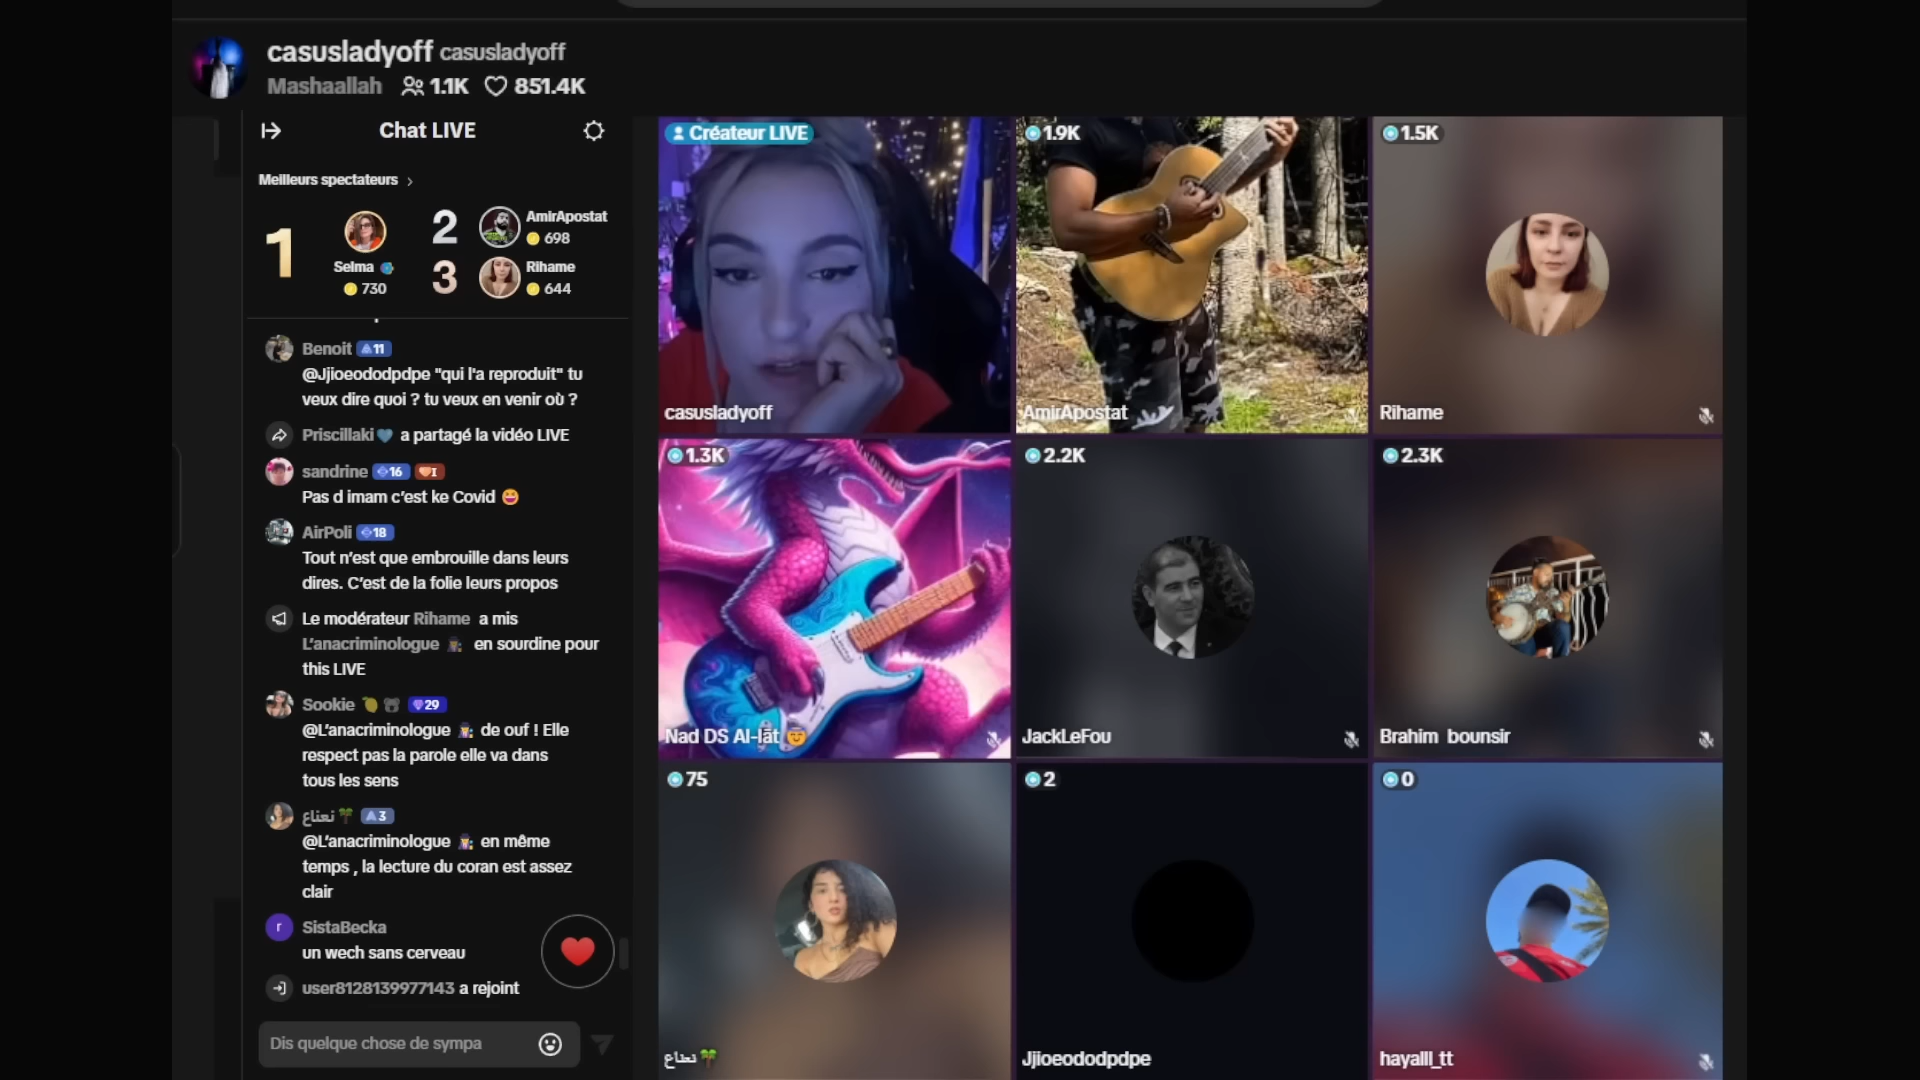 casusladyoff casusladyoff
Mashaallah 1.1K 851.4K
Chat LIVE
Meilleurs spectateurs
1
Selma
730
2
AmirApostat
698
3
Rihame
644
Benoit 11
@Jjioeododpdpe "qui l'a reproduit" tu
veux dire quoi ? tu veux en venir où ?
Priscillaki🩵 a partagé la vidéo LIVE
sandrine 16 I
Pas d imam c’est ke Covid 😄
AirPoli 18
Tout n’est que embrouille dans leurs
dires. C’est de la folie leurs propos
Le modérateur Rihame a mis
L’anacriminologue en sourdine pour
this LIVE
Sookie 🍋🐨 29
@L’anacriminologue de ouf ! Elle
respect pas la parole elle va dans
tous les sens
نعناع🌴 3
@L’anacriminologue en même
temps , la lecture du coran est assez
clair
r SistaBecka
un wech sans cerveau
user8128139977143 a rejoint
Dis quelque chose de sympa
Créateur LIVE
casusladyoff
1.9K
AmirApostat
1.5K
Rihame
1.3K
Nad DS Al-lāt
2.2K
JackLeFou
2.3K
Brahim bounsir
75
نعناع🌴
2
Jjioeododpdpe
0
hayalll_tt